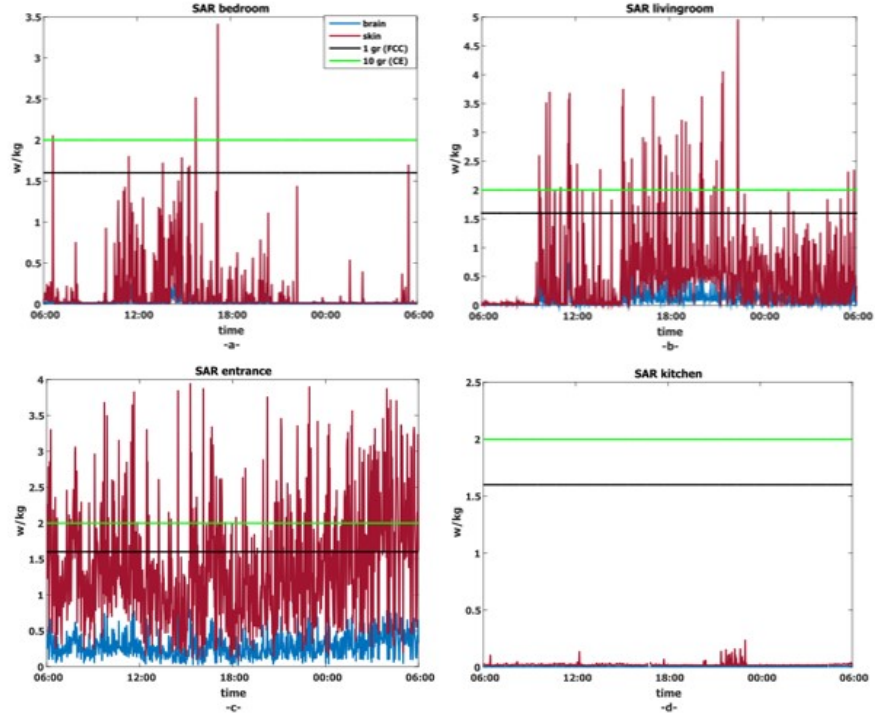 SAR bedroom
3.5
3
2.5
2
1.5
1
0.5
0
w/kg
brain
skin
1 gr (FCC)
10 gr (CE)
06:00 12:00 18:00 00:00 06:00
time
-a-
SAR livingroom
5
4.5
4
3.5
3
2.5
2
1.5
1
0.5
0
w/kg
06:00 12:00 18:00 00:00 06:00
time
-b-
SAR entrance
4
3.5
3
2.5
2
1.5
1
0.5
0
w/kg
06:00 12:00 18:00 00:00 06:00
time
-c-
SAR kitchen
2.5
2
1.5
1
0.5
0
w/kg
06:00 12:00 18:00 00:00 06:00
time
-d-